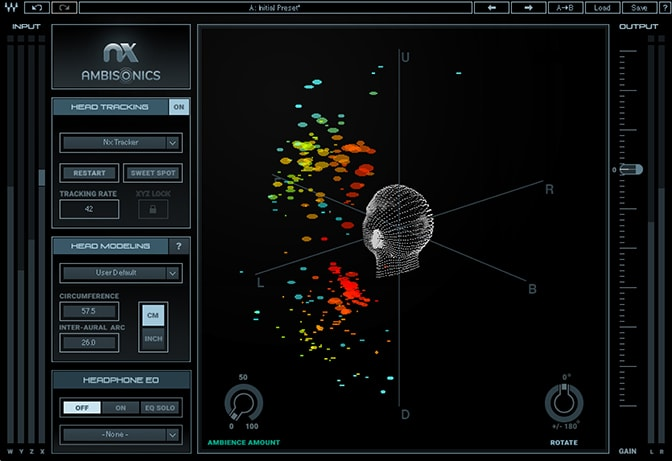 A: Initial Preset*
A→B
Load
Save
?
INPUT
OUTPUT
nx
AMBISONICS
HEAD TRACKING
ON
Nx Tracker
RESTART
SWEET SPOT
TRACKING RATE
XYZ LOCK
42
HEAD MODELING
?
User Default
CIRCUMFERENCE
57.5
CM
INTER-AURAL ARC
INCH
26.0
HEADPHONE EQ
OFF
ON
EQ SOLO
- None -
U
R
L
B
D
50
0 100
AMBIENCE AMOUNT
0°
+/- 180°
ROTATE
0
W Y Z X
GAIN
L R